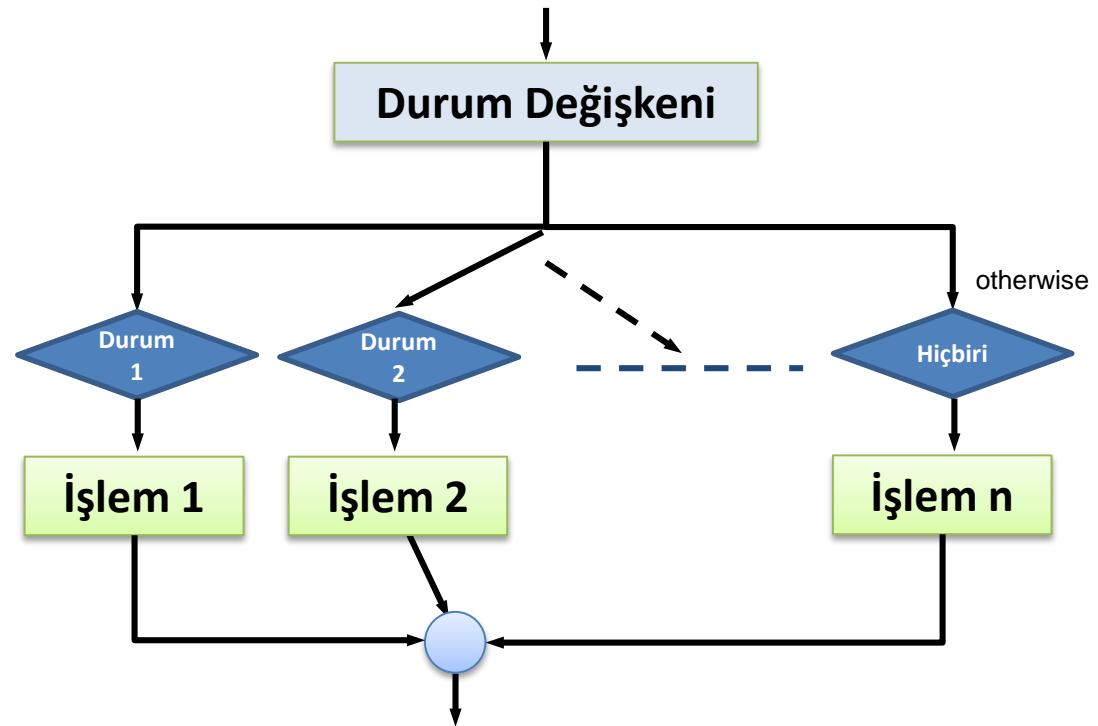 Durum Değişkeni
otherwise
Durum
1
Durum
2
Hiçbiri
İşlem 1
İşlem 2
İşlem n